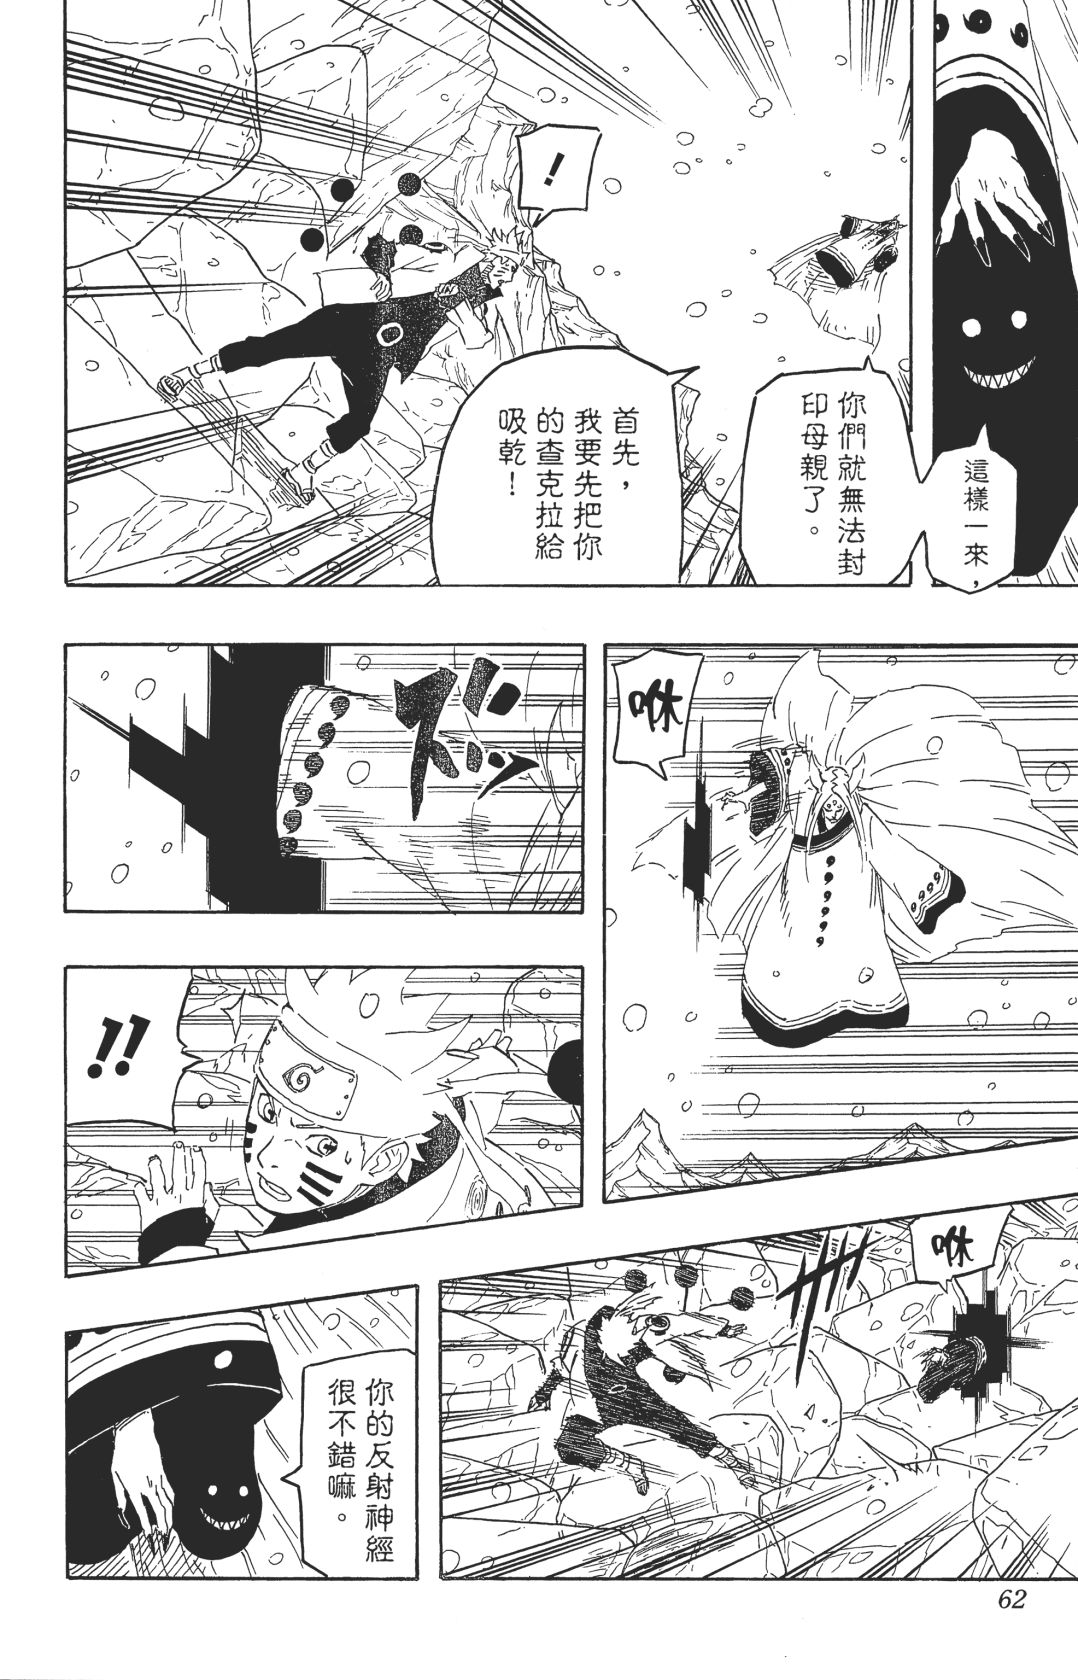 這樣一來，
你們就無法封
印母親了。
！
首先，
我要先把你
的查克拉給
吸乾！
咻
ズズッ
!!
咻
你的反射神經
很不錯嘛。
62